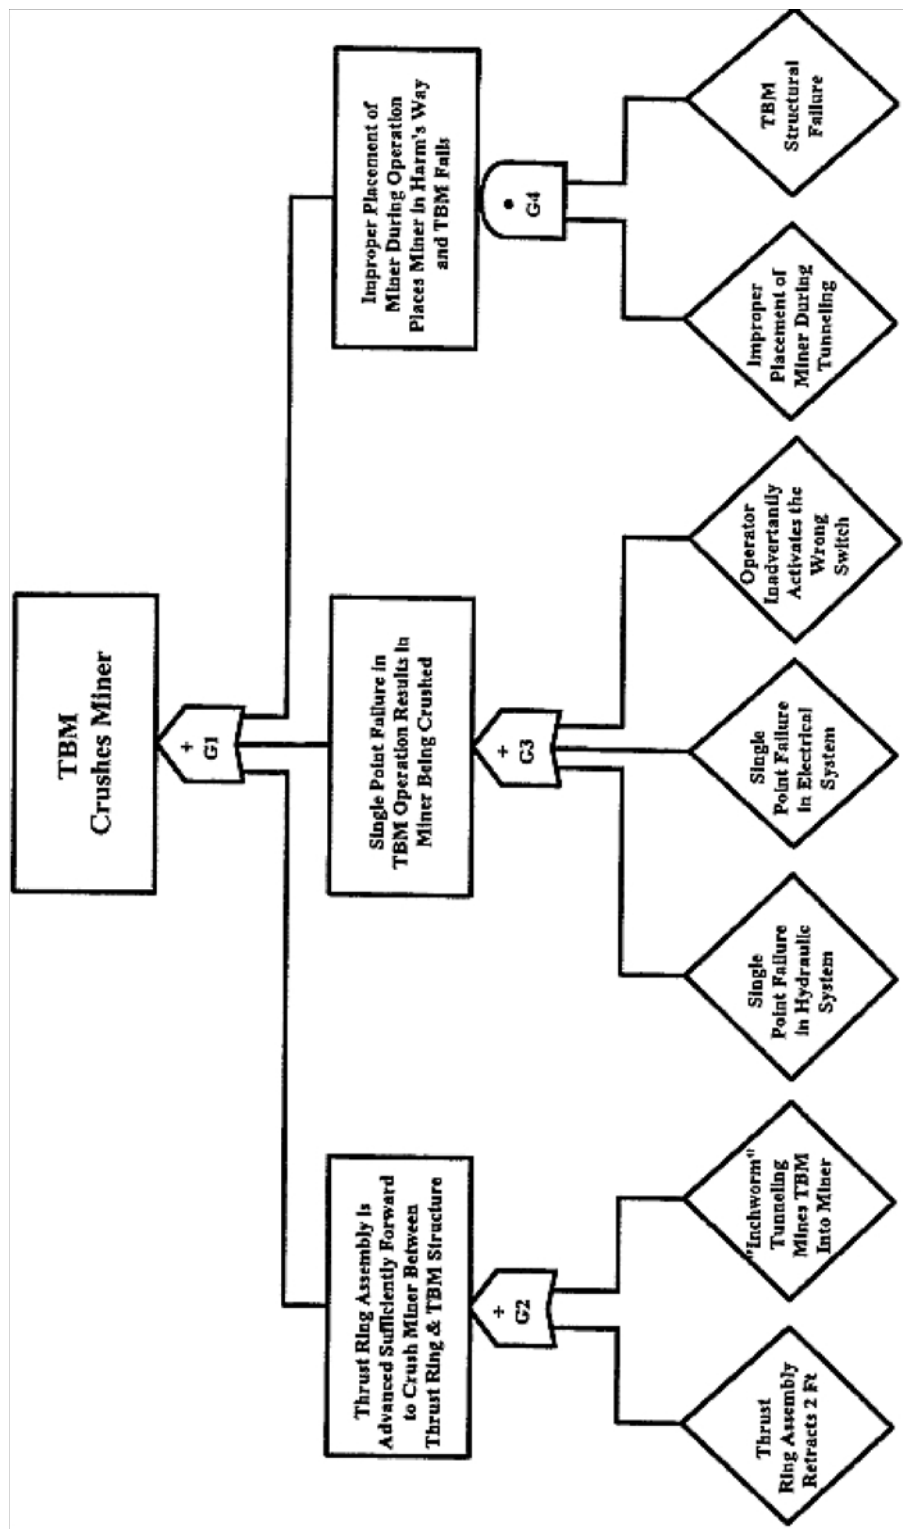 TBM
Crushes Miner
+
G1
Thrust Ring Assembly Is
Advanced Sufficiently Forward
to Crush Miner Between
Thrust Ring & TBM Structure
Single Point Failure in
TBM Operation Results In
Miner Being Crushed
Improper Placement of
Miner During Operation
Places Miner in Harm's Way
and TBM Fails
+
G2
+
G3
G4
Thrust
Ring Assembly
Retracts 2 Ft
"Inchworm"
Tunneling
Mines TBM
Into Miner
Single
Point Failure
in Hydraulic
System
Single
Point Failure
in Electrical
System
Operator
Inadvertantly
Activates the
Wrong
Switch
Improper
Placement of
Miner During
Tunneling
TBM
Structural
Failure